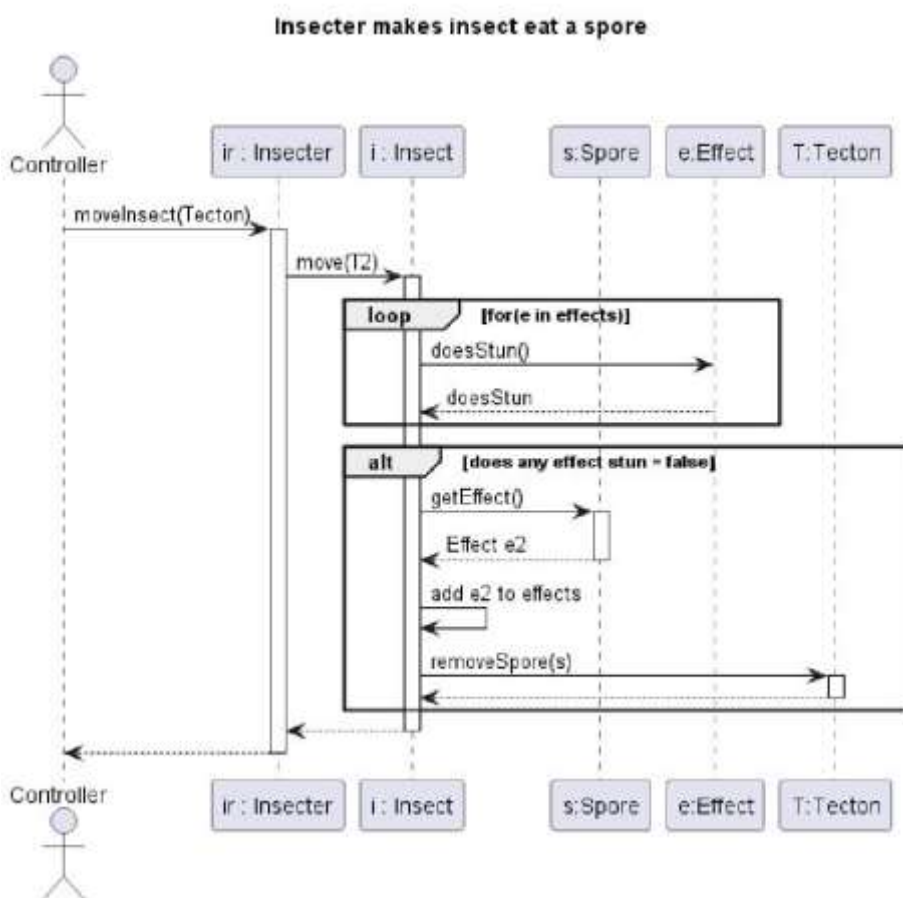 Insecter makes insect eat a spore
Controller
ir : Insecter
i : Insect
s:Spore
e:Effect
T:Tecton
moveInsect(Tecton)
move(T2)
loop
[for(e in effects)]
doesStun()
doesStun
alt
[does any effect stun = false]
getEffect()
Effect e2
add e2 to effects
removeSpore(s)
Controller
ir : Insecter
i : Insect
s:Spore
e:Effect
T:Tecton